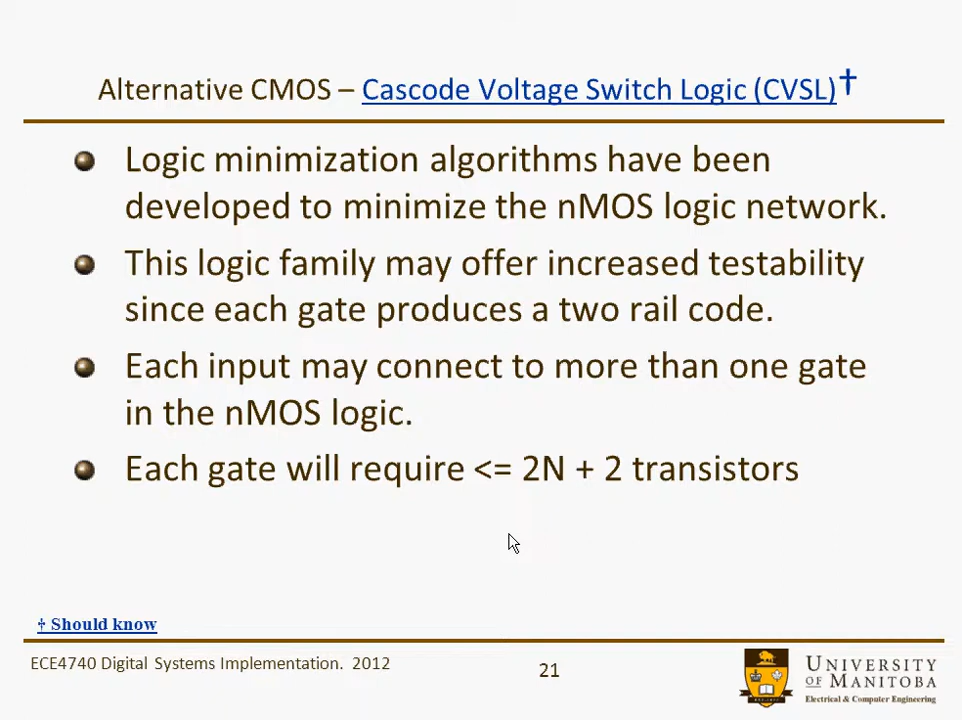 Alternative CMOS – Cascode Voltage Switch Logic (CVSL)†
Logic minimization algorithms have been
developed to minimize the nMOS logic network.
This logic family may offer increased testability
since each gate produces a two rail code.
Each input may connect to more than one gate
in the nMOS logic.
Each gate will require <= 2N + 2 transistors
† Should know
ECE4740 Digital Systems Implementation. 2012
21
UNIVERSITY
OF MANITOBA
Electrical & Computer Engineering